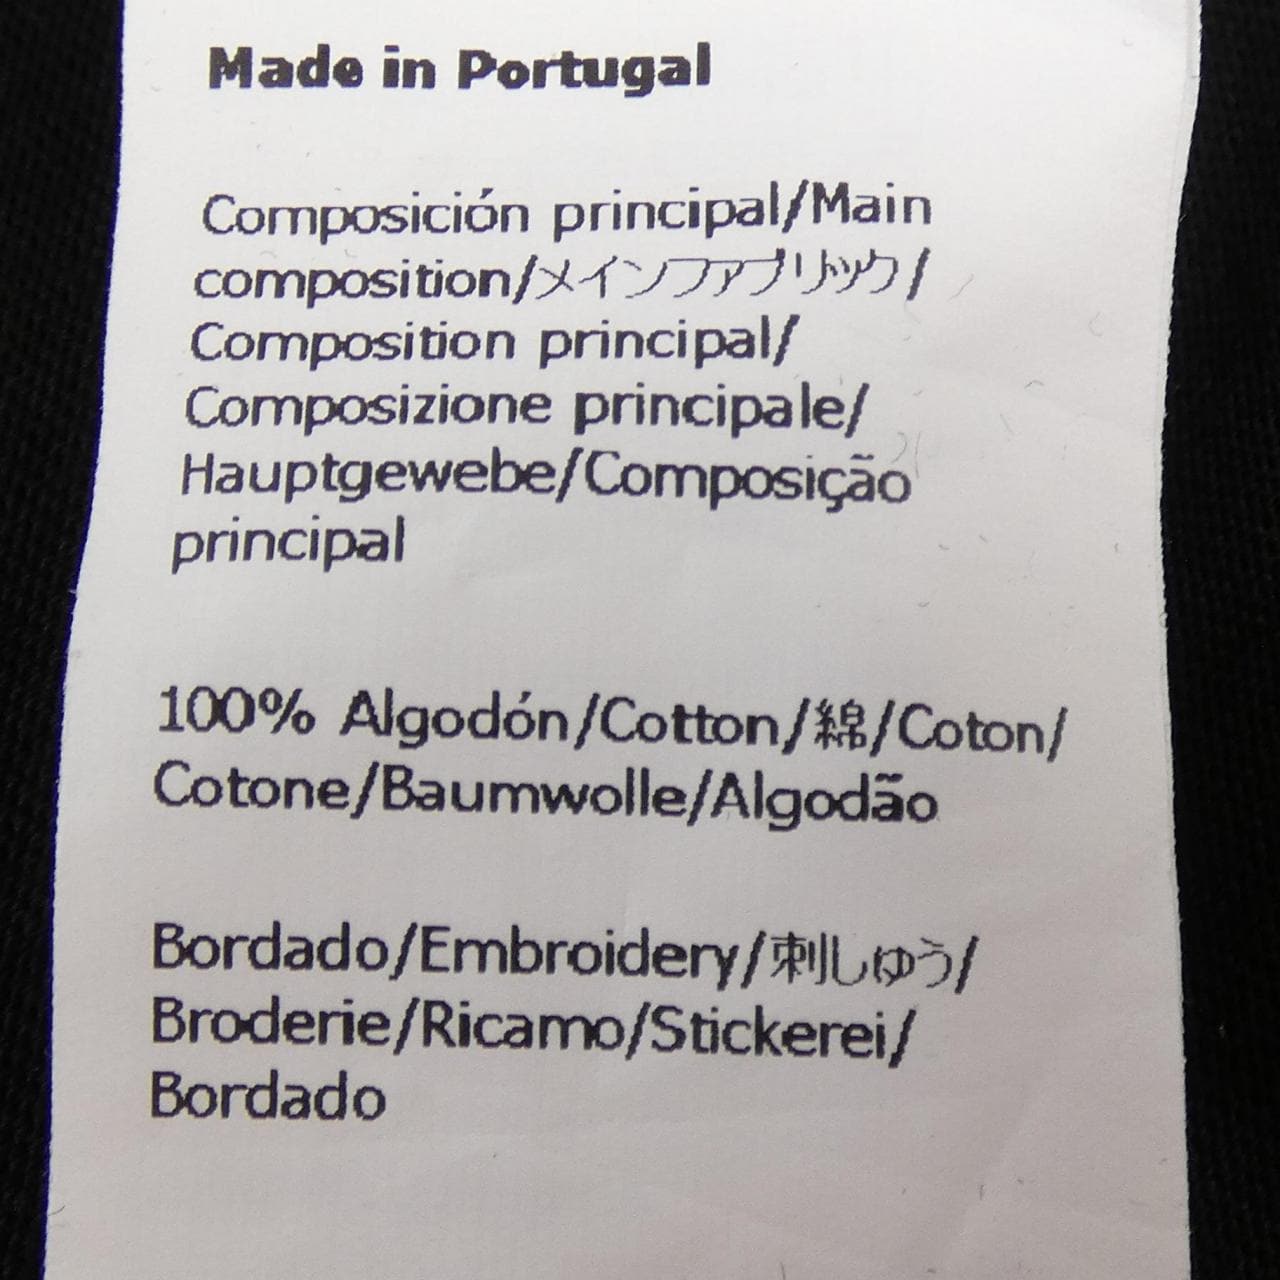 Made in Portugal
Composición principal/Main
composition/メインファブリック/
Composition principal/
Composizione principale/
Hauptgewebe/Composição
principal
100% Algodón/Cotton/綿/Coton/
Cotone/Baumwolle/Algodão
Bordado/Embroidery/刺しゅう/
Broderie/Ricamo/Stickerei/
Bordado